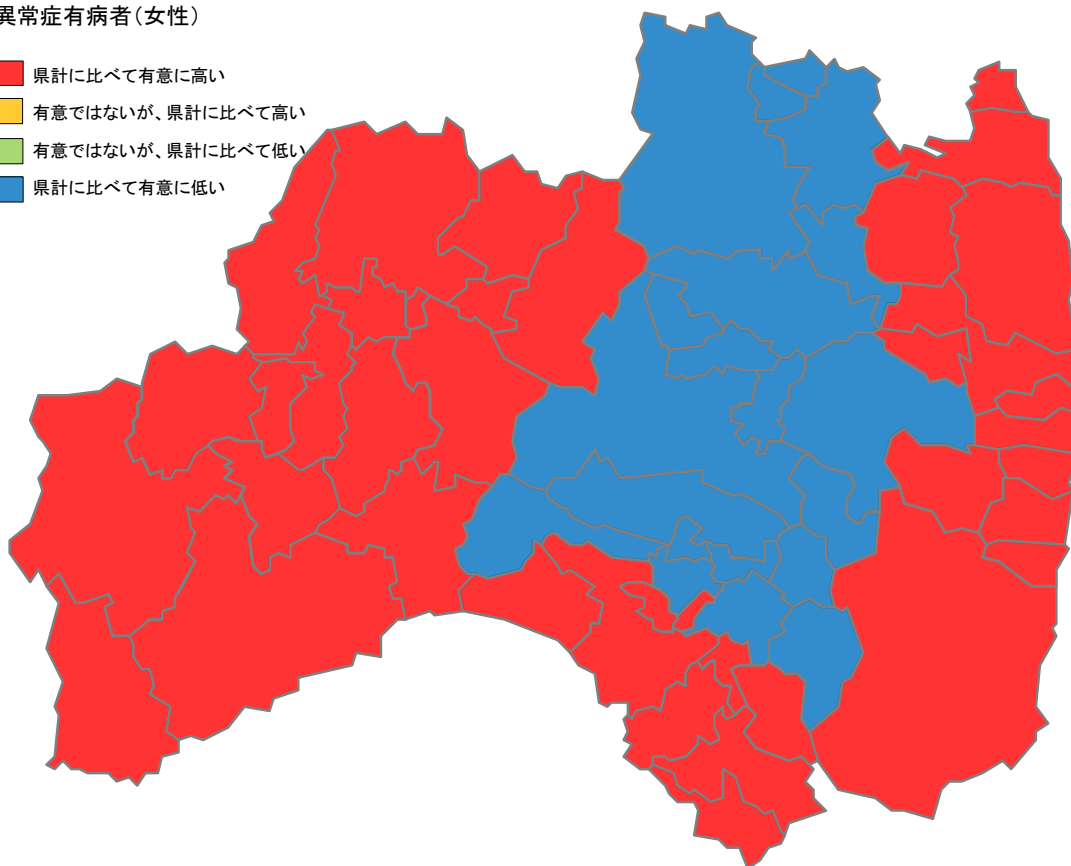 異常症有病者(女性)
県計に比べて有意に高い
有意ではないが、県計に比べて高い
有意ではないが、県計に比べて低い
県計に比べて有意に低い